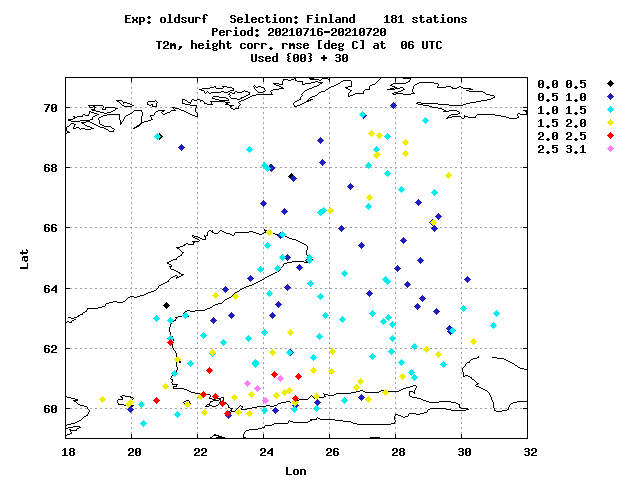 Exp: oldsurf Selection: Finland 181 stations
Period: 20210716-20210720
T2m, height corr. rmse [deg C] at 06 UTC
Used {00} + 30
0.0 0.5
0.5 1.0
1.0 1.5
1.5 2.0
2.0 2.5
2.5 3.1
70
68
66
Lat
64
62
60
18 20 22 24 26 28 30 32
Lon